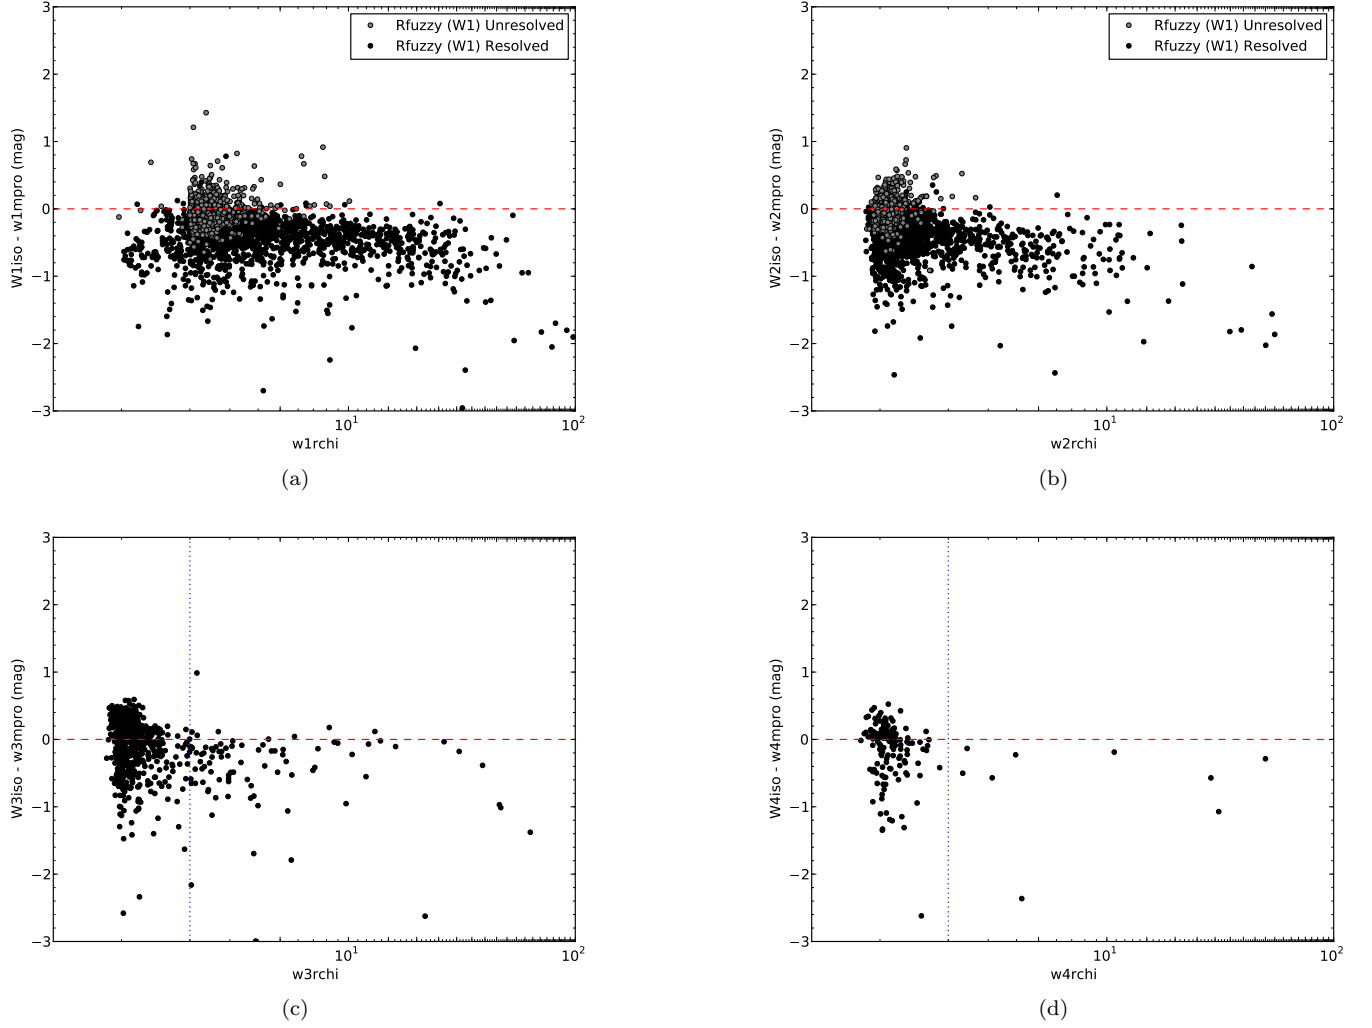 3
2
1
0
−1
−2
−3
W1iso - w1mpro (mag)
Rfuzzy (W1) Unresolved
Rfuzzy (W1) Resolved
10^1
10^2
w1rchi
(a)
3
2
1
0
−1
−2
−3
W2iso - w2mpro (mag)
Rfuzzy (W1) Unresolved
Rfuzzy (W1) Resolved
10^1
10^2
w2rchi
(b)
3
2
1
0
−1
−2
−3
W3iso - w3mpro (mag)
10^1
10^2
w3rchi
(c)
3
2
1
0
−1
−2
−3
W4iso - w4mpro (mag)
10^1
10^2
w4rchi
(d)